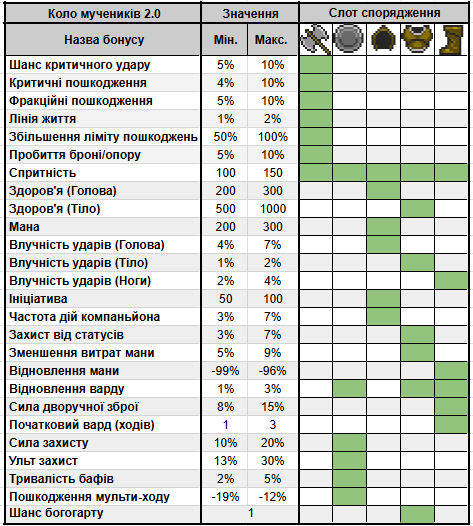 Коло мучеників 2.0 Значення Слот спорядження
Назва бонусу Мін. Макс.
Шанс критичного удару 5% 10%
Критичні пошкодження 4% 10%
Фракційні пошкодження 5% 10%
Лінія життя 1% 2%
Збільшення ліміту пошкоджень 50% 100%
Пробиття броні/опору 5% 10%
Спритність 100 150
Здоров'я (Голова) 200 300
Здоров'я (Тіло) 500 1000
Мана 200 300
Влучність ударів (Голова) 4% 7%
Влучність ударів (Тіло) 1% 2%
Влучність ударів (Ноги) 2% 4%
Ініціатива 50 100
Частота дій компаньйона 3% 7%
Захист від статусів 3% 7%
Зменшення витрат мани 5% 9%
Відновлення мани -99% -96%
Відновлення варду 1% 3%
Сила дворучної зброї 8% 15%
Початковий вард (ходів) 1 3
Сила захисту 10% 20%
Ульт захист 13% 30%
Тривалість бафів 2% 5%
Пошкодження мульти-ходу -19% -12%
Шанс богогарту 1